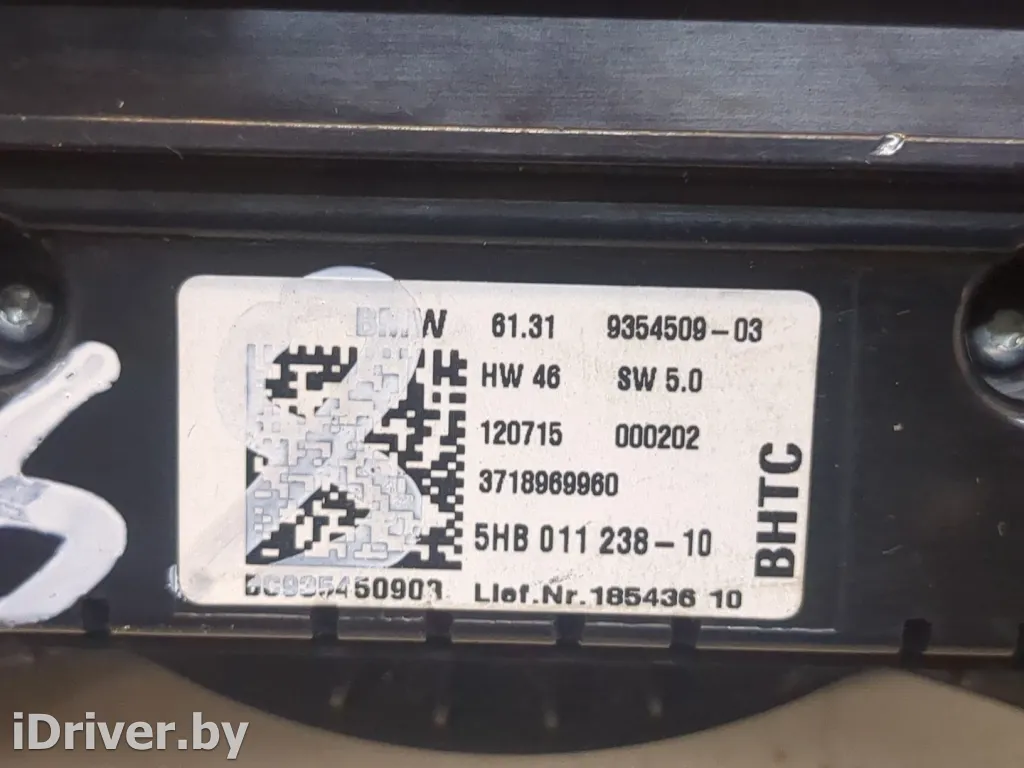 BMW 61.31 9354509-03
HW 46 SW 5.0
120715 000202
3718969960
5HB 011 238-10
Lief.Nr.185436 10
BHTC
8
iDriver.by